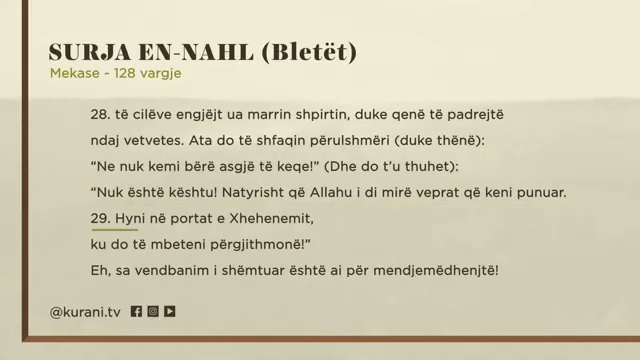 SURJA EN-NAHL (Bletët)
Mekase - 128 vargje
28. të cilëve engjëjt ua marrin shpirtin, duke qenë të padrejtë
ndaj vetvetes. Ata do të shfaqin përulshmëri (duke thënë):
“Ne nuk kemi bërë asgjë të keqe!” (Dhe do t’u thuhet):
“Nuk është kështu! Natyrisht që Allahu i di mirë veprat që keni punuar.
29. Hyni në portat e Xhehenemit,
ku do të mbeteni përgjithmonë!”
Eh, sa vendbanim i shëmtuar është ai për mendjemëdhenjtë!
@kurani.tv